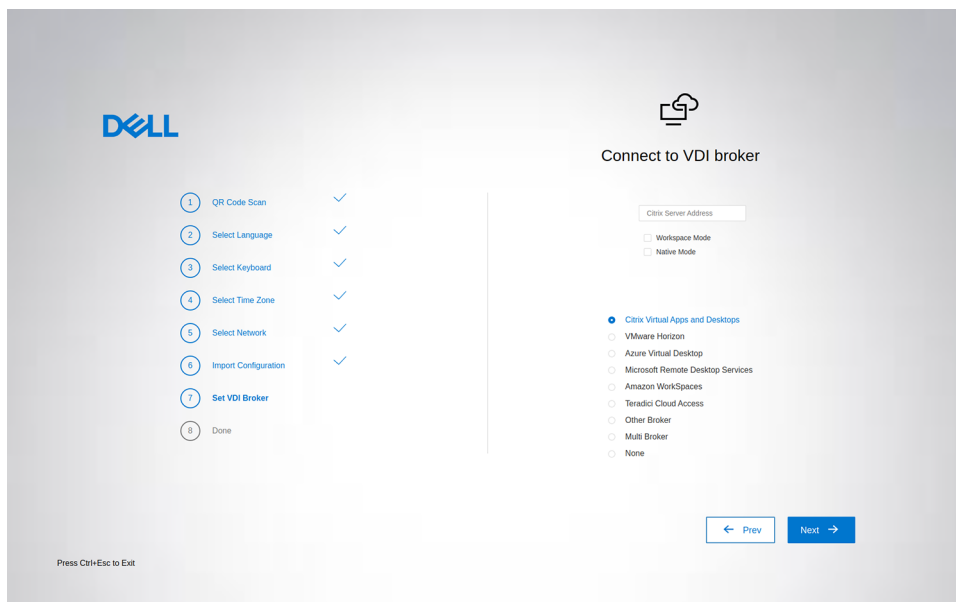 DELL
1 QR Code Scan
2 Select Language
3 Select Keyboard
4 Select Time Zone
5 Select Network
6 Import Configuration
7 Set VDI Broker
8 Done
Connect to VDI broker
Citrix Server Address
Workspace Mode
Native Mode
Citrix Virtual Apps and Desktops
VMware Horizon
Azure Virtual Desktop
Microsoft Remote Desktop Services
Amazon WorkSpaces
Teradici Cloud Access
Other Broker
Multi Broker
None
Prev
Next
Press Ctrl+Esc to Exit